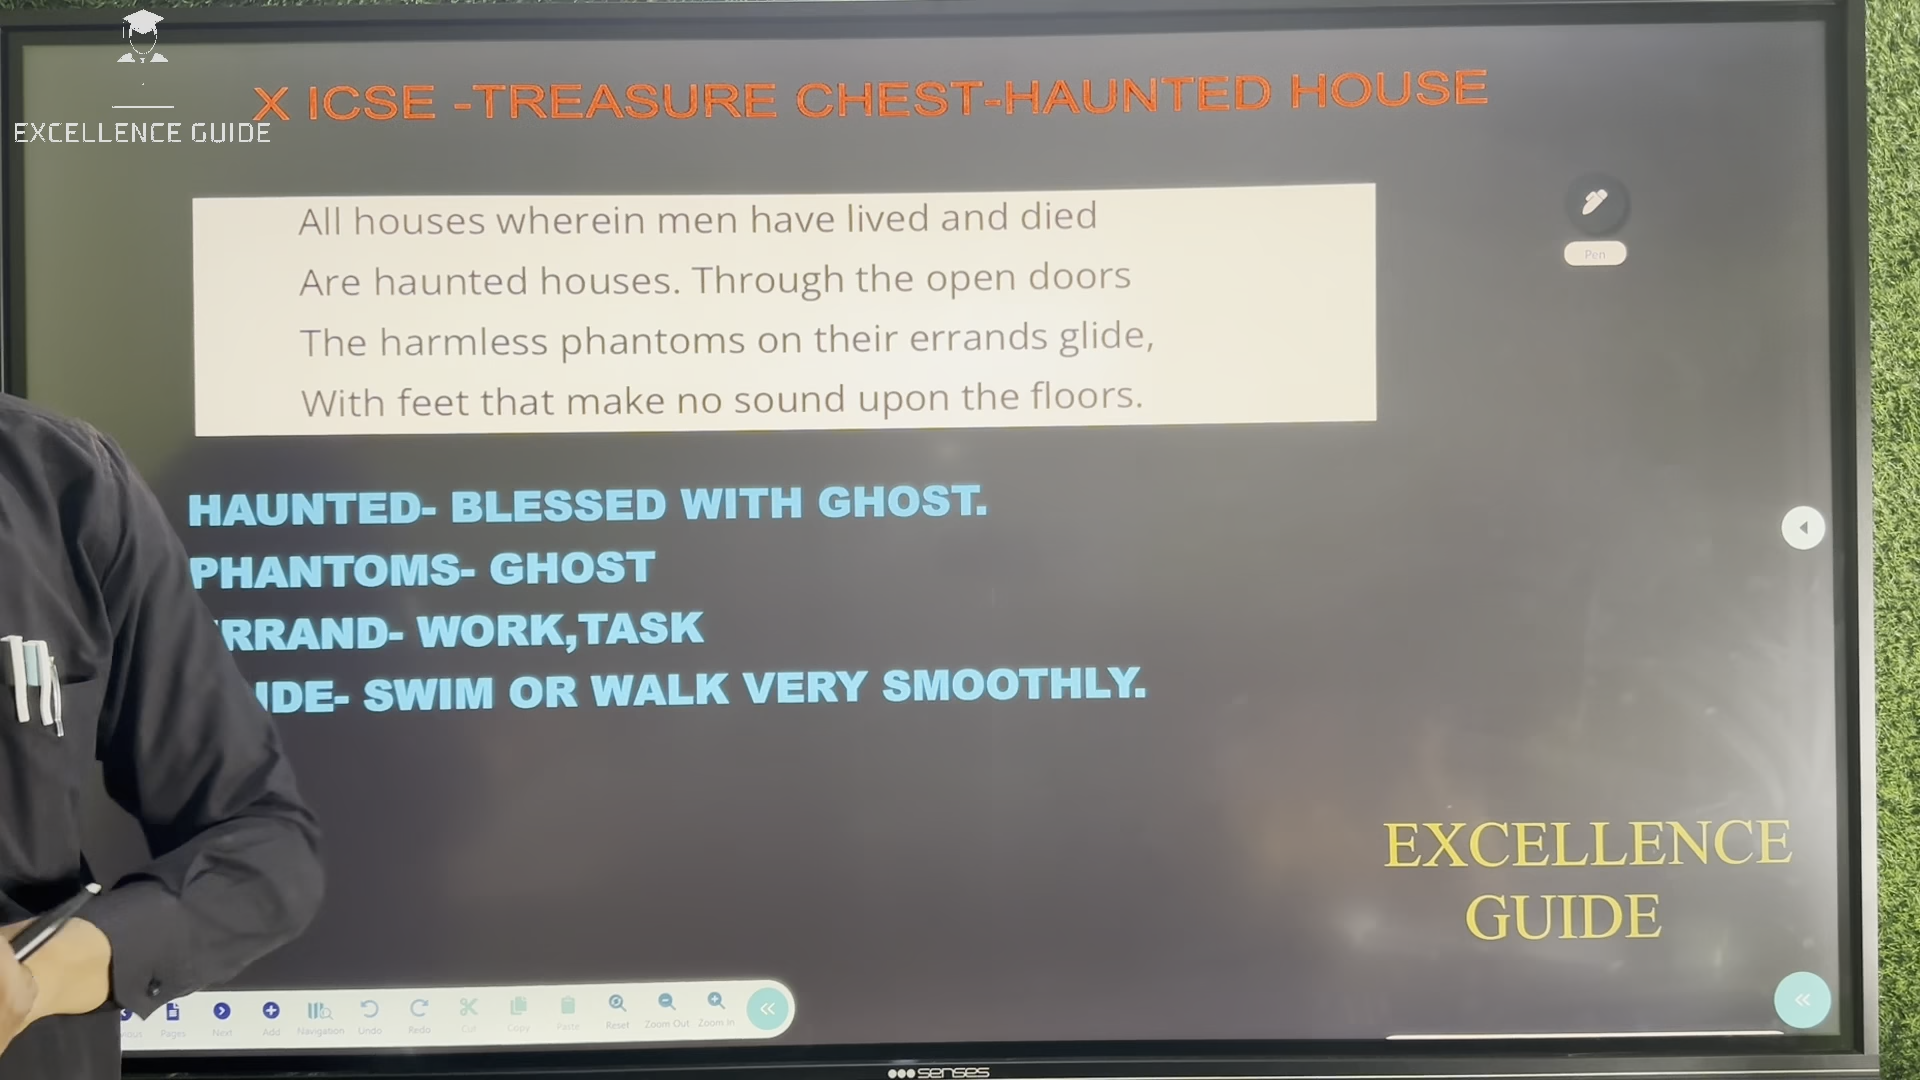 EXCELLENCE GUIDE
X ICSE -TREASURE CHEST-HAUNTED HOUSE
All houses wherein men have lived and died
Are haunted houses. Through the open doors
The harmless phantoms on their errands glide,
With feet that make no sound upon the floors.
Pen
HAUNTED- BLESSED WITH GHOST.
PHANTOMS- GHOST
RRAND- WORK,TASK
IDE- SWIM OR WALK VERY SMOOTHLY.
EXCELLENCE
GUIDE
Pages Next Add Navigation Undo Redo Cut Copy Paste Reset Zoom Out Zoom In
senses